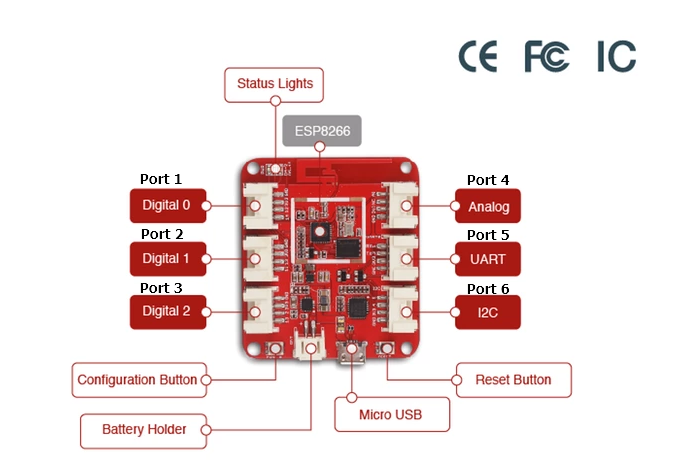 CE FC IC
Status Lights
ESP8266
Port 1
Digital 0
Port 2
Digital 1
Port 3
Digital 2
Port 4
Analog
Port 5
UART
Port 6
I2C
Configuration Button
Battery Holder
Micro USB
Reset Button